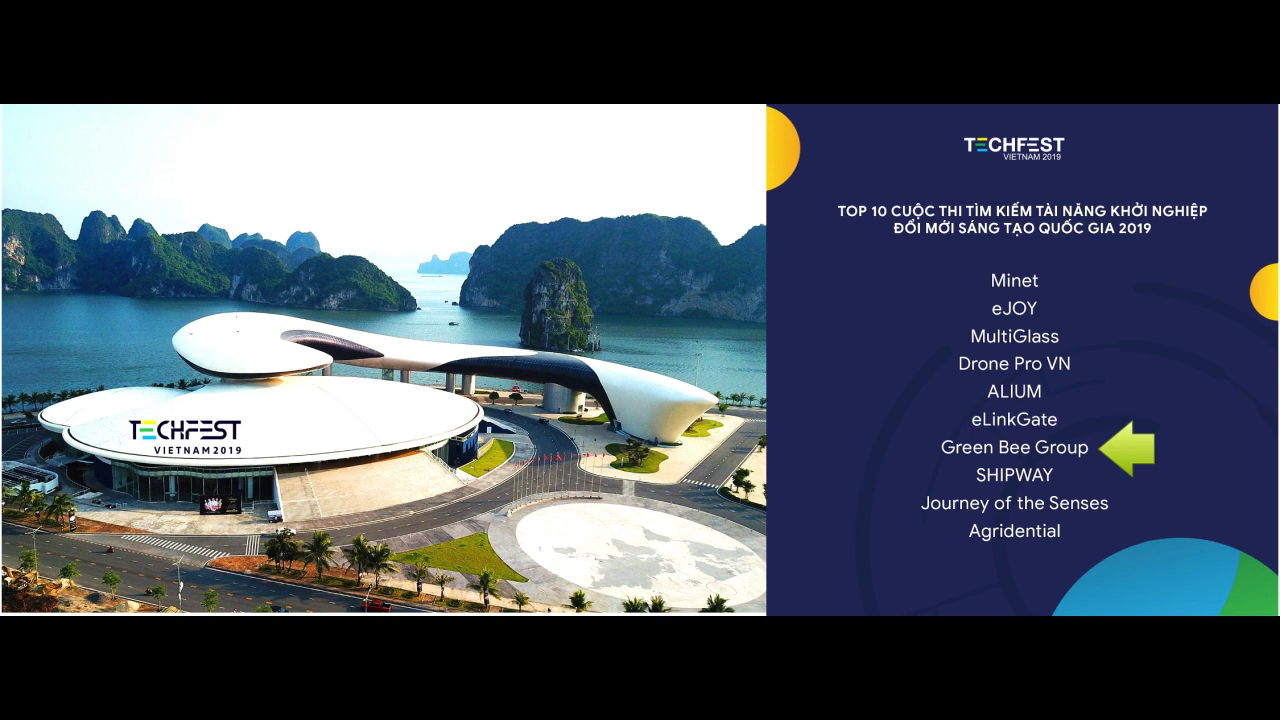 TECHFEST
VIETNAM2019
TECHFEST
VIETNAM 2019
TOP 10 CUỘC THI TÌM KIẾM TÀI NĂNG KHỞI NGHIỆP
ĐỔI MỚI SÁNG TẠO QUỐC GIA 2019
Minet
eJOY
MultiGlass
Drone Pro VN
ALIUM
eLinkGate
Green Bee Group
SHIPWAY
Journey of the Senses
Agridential